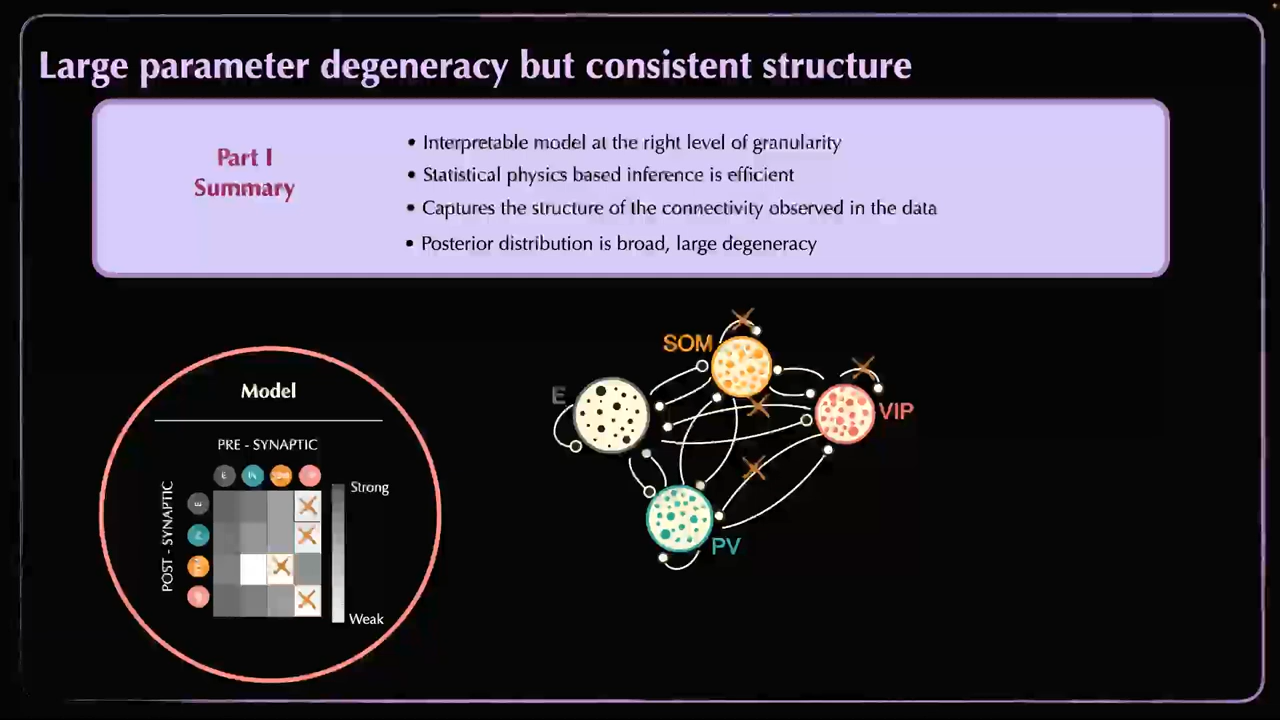 Large parameter degeneracy but consistent structure
Part I
Summary
• Interpretable model at the right level of granularity
• Statistical physics based inference is efficient
• Captures the structure of the connectivity observed in the data
• Posterior distribution is broad, large degeneracy
Model
PRE - SYNAPTIC
POST - SYNAPTIC
E
E
Strong
Weak
SOM
E
VIP
PV